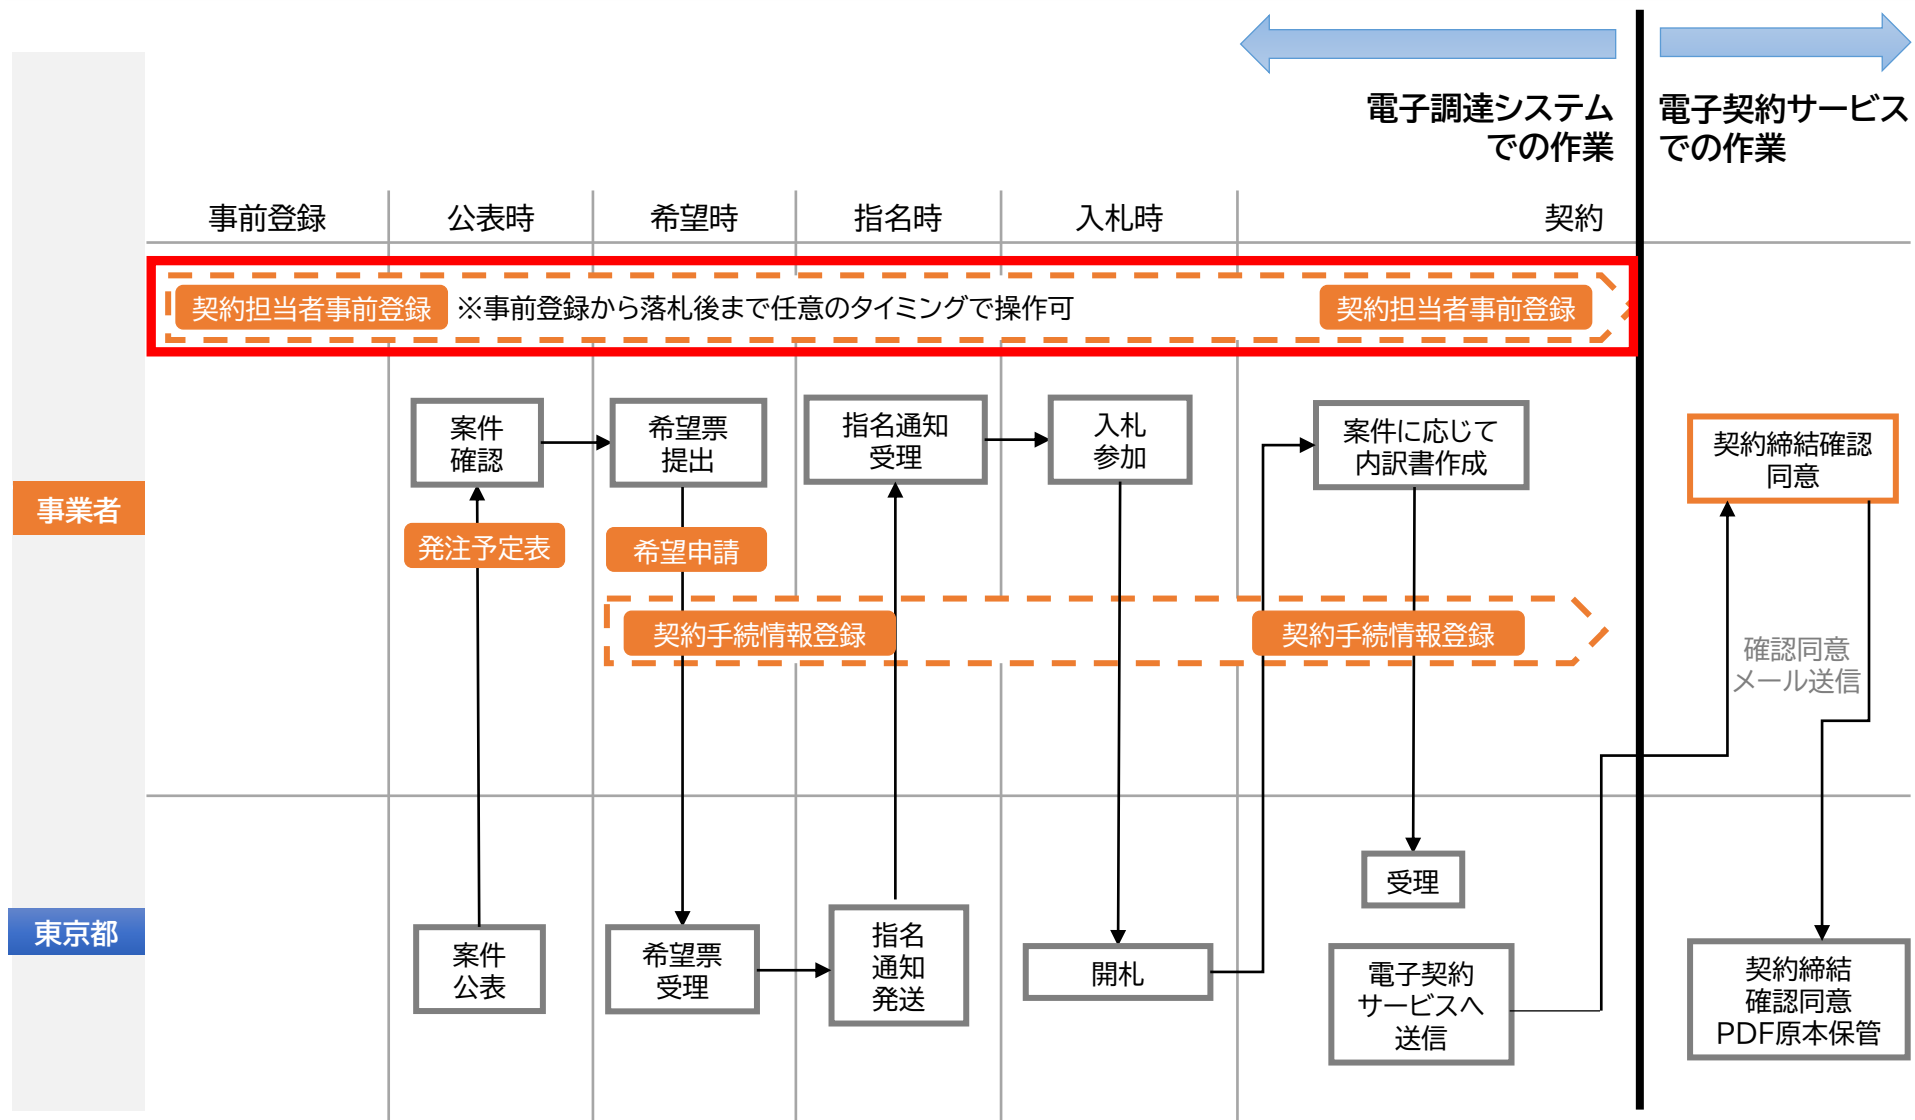 電子調達システム
での作業
電子契約サービス
での作業
事前登録
公表時
希望時
指名時
入札時
契約
契約担当者事前登録
※事前登録から落札後まで任意のタイミングで操作可
契約担当者事前登録
事業者
案件
確認
希望票
提出
指名通知
受理
入札
参加
案件に応じて
内訳書作成
契約締結確認
同意
発注予定表
希望申請
契約手続情報登録
契約手続情報登録
確認同意
メール送信
東京都
案件
公表
希望票
受理
指名
通知
発送
開札
受理
電子契約
サービスへ
送信
契約締結
確認同意
PDF原本保管